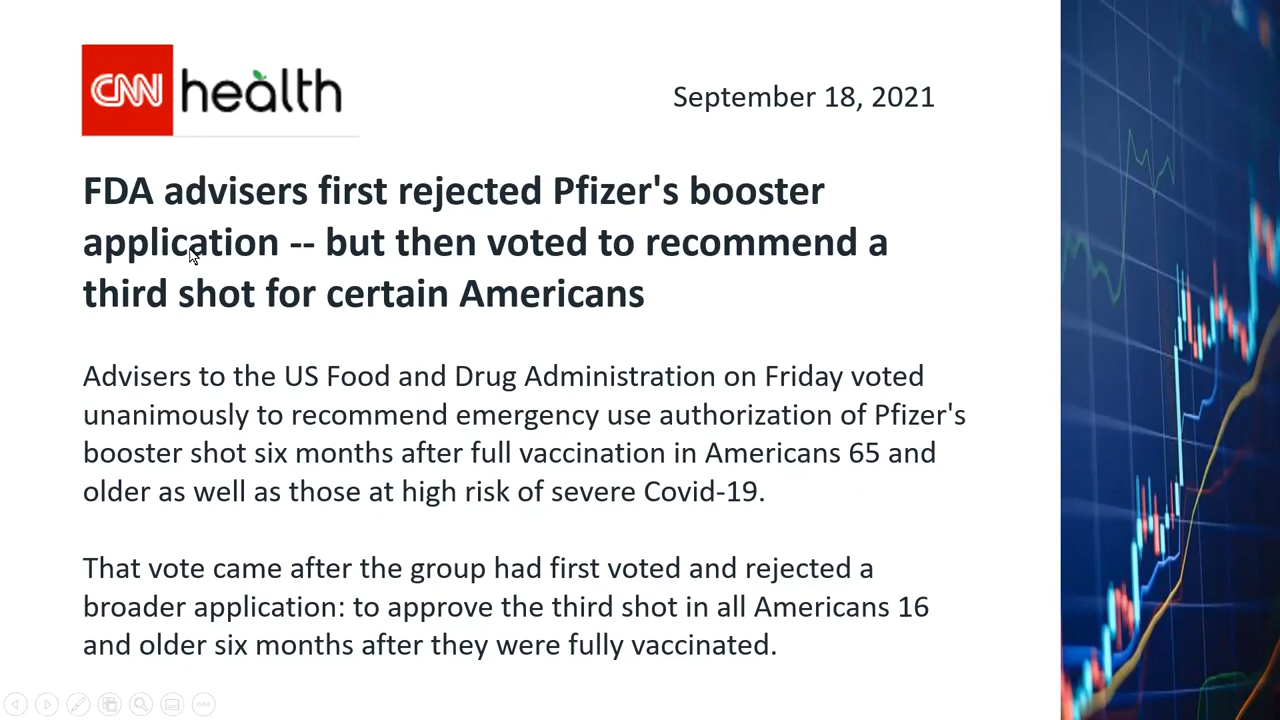 CNN health
September 18, 2021
FDA advisers first rejected Pfizer's booster
application -- but then voted to recommend a
third shot for certain Americans
Advisers to the US Food and Drug Administration on Friday voted
unanimously to recommend emergency use authorization of Pfizer's
booster shot six months after full vaccination in Americans 65 and
older as well as those at high risk of severe Covid-19.
That vote came after the group had first voted and rejected a
broader application: to approve the third shot in all Americans 16
and older six months after they were fully vaccinated.